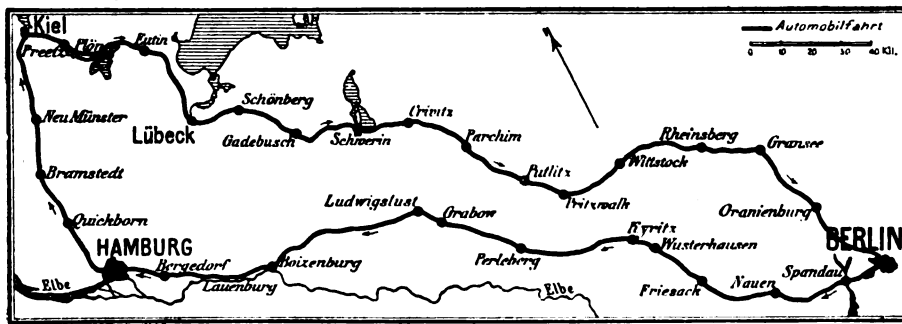 Kiel
Automobilfahrt
Preetz
Plön
Eutin
0 10 20 30 40 Kil.
Schönberg
Neu Münster
Lübeck
Gadebusch
Schwerin
Crivitz
Parchim
Rheinsberg
Gransee
Wittstock
Bramstedt
Putlitz
Pritzwalk
Ludwigslust
Grabow
Oranienburg
Quickborn
Kyritz
BERLIN
HAMBURG
Wusterhausen
Perleberg
Bergedorf
Boizenburg
Spandau
Lauenburg
Nauen
Friesack
Elbe
Elbe